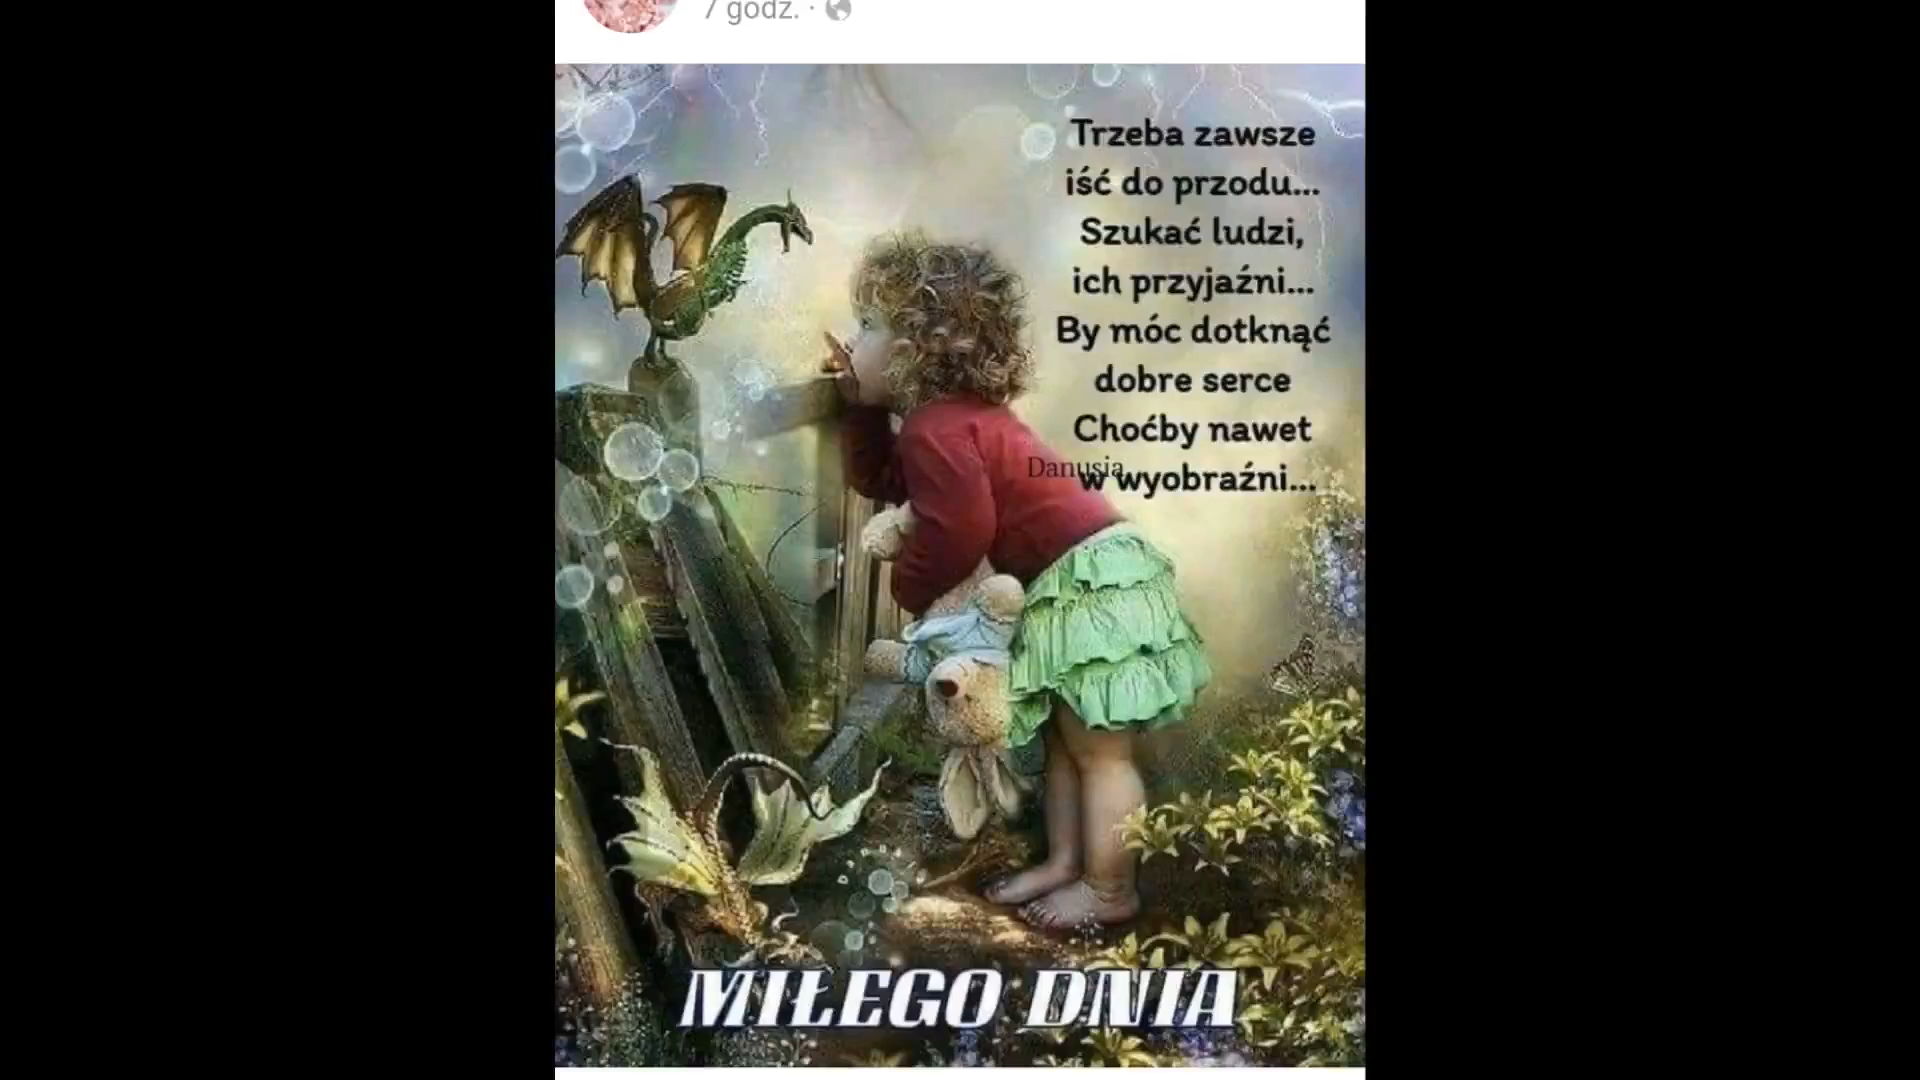 7 godz. ·
Trzeba zawsze
iść do przodu...
Szukać ludzi,
ich przyjaźni...
By móc dotknąć
dobre serce
Choćby nawet
Danusia
w wyobraźni...
MIŁEGO DNIA